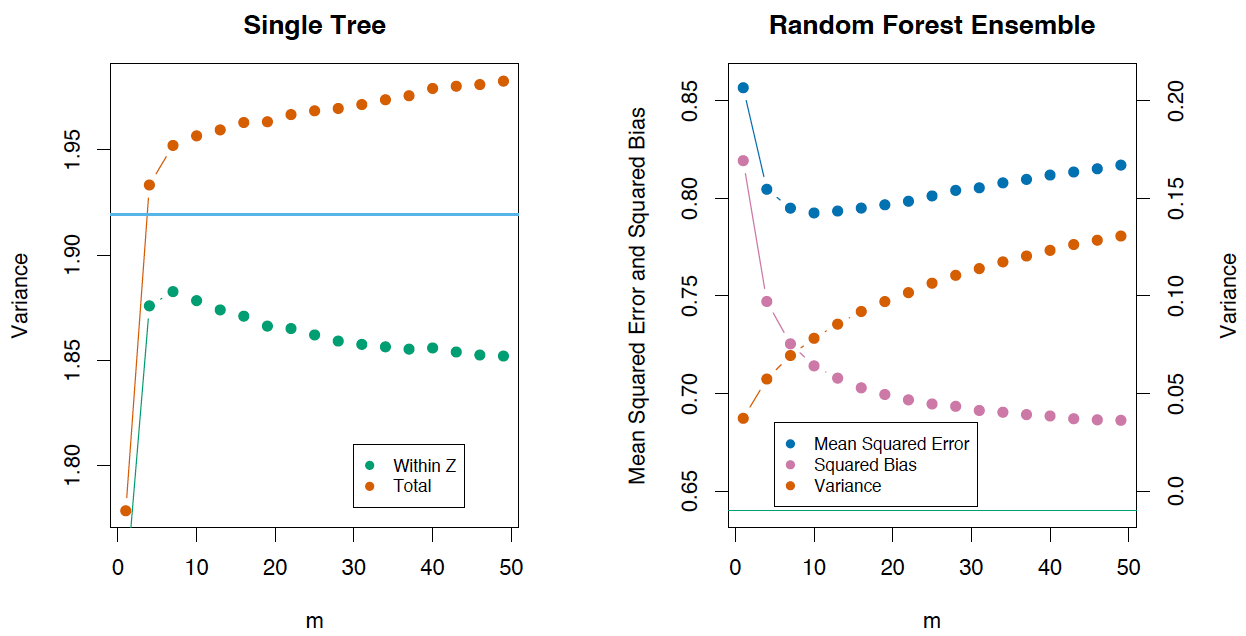 Single Tree
Variance
1.80 1.85 1.90 1.95
Within Z
Total
0 10 20 30 40 50
m
Random Forest Ensemble
Mean Squared Error and Squared Bias
0.65 0.70 0.75 0.80 0.85
Mean Squared Error
Squared Bias
Variance
0.0 0.05 0.10 0.15 0.20
Variance
0 10 20 30 40 50
m